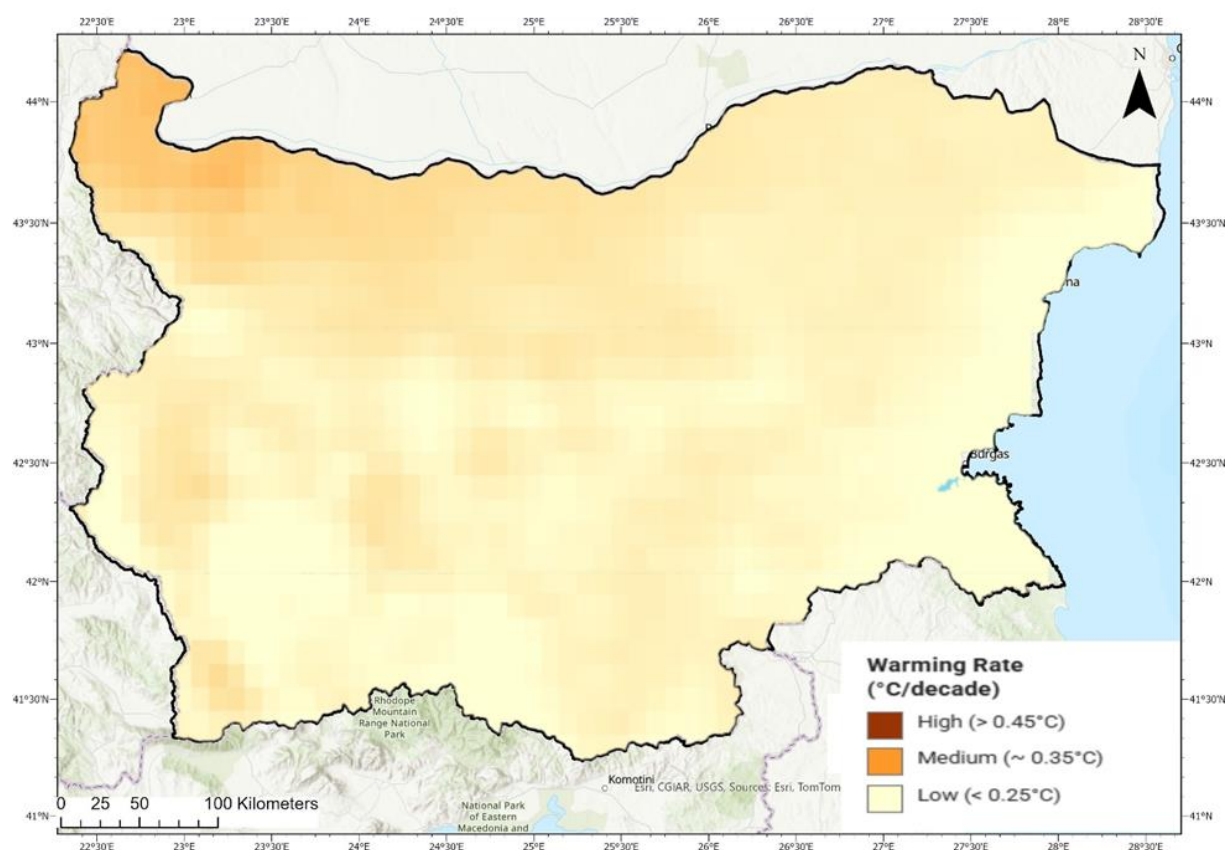 22°30'E 23°E 23°30'E 24°E 24°30'E 25°E 25°30'E 26°E 26°30'E 27°E 27°30'E 28°E 28°30'E
N
44°N 44°N
43°30'N 43°30'N
na
43°N 43°N
Burgas
42°30'N 42°30'N
42°N 42°N
Warming Rate
(°C/decade)
High (> 0.45°C)
Medium (~ 0.35°C)
Low (< 0.25°C)
41°30'N 41°30'N
Rhodope
Mountain
Range National
Park
Komotini
Esri, CGIAR, USGS, Sources: Esri, TomTom
0 25 50 100 Kilometers
National Park
of Eastern
Macedonia and
41°N 41°N
22°30'E 23°E 23°30'E 24°E 24°30'E 25°E 25°30'E 26°E 26°30'E 27°E 27°30'E 28°E 28°30'E